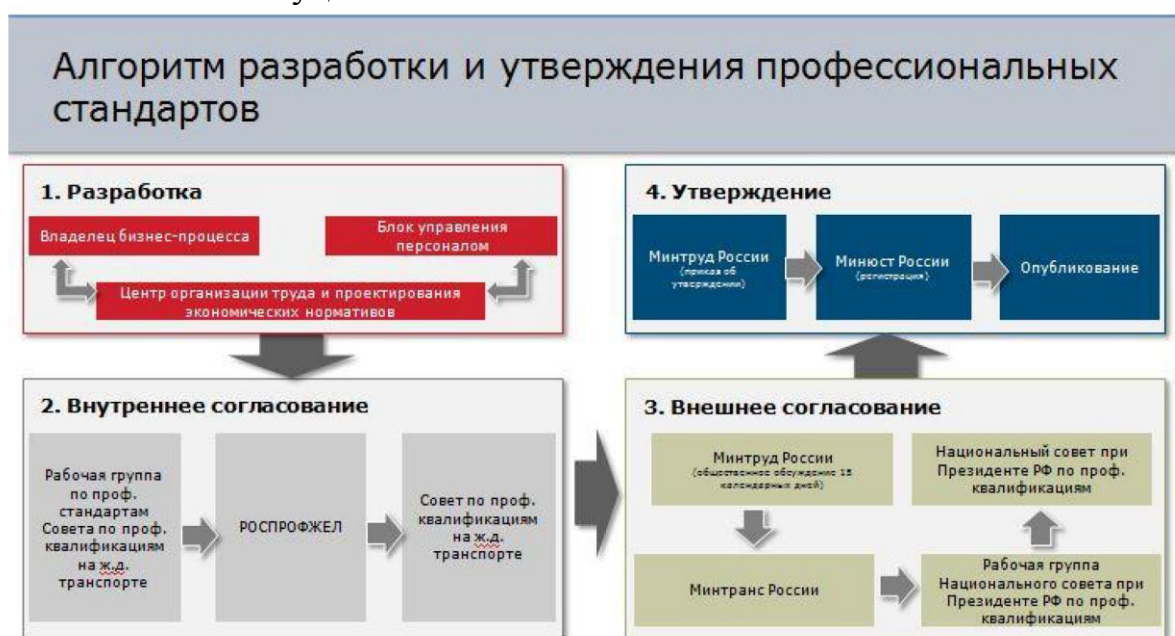 Алгоритм разработки и утверждения профессиональных
стандартов
1. Разработка
Владелец бизнес-процесса
Блок управления
персоналом
Центр организации труда и проектирования
экономических нормативов
2. Внутреннее согласование
Рабочая группа
по проф.
стандартам
Совета по проф.
квалификациям
на ж.д.
транспорте
РОСПРОФЖЕЛ
Совет по проф.
квалификациям
на ж.д.
транспорте
3. Внешнее согласование
Минтруд России
(общественное обсуждение 15
календарных дней)
Минтранс России
Рабочая группа
Национального совета при
Президенте РФ по проф.
квалификациям
Национальный совет при
Президенте РФ по проф.
квалификациям
4. Утверждение
Минтруд России
(приказ об
утверждении)
Минюст России
(регистрация)
Опубликование